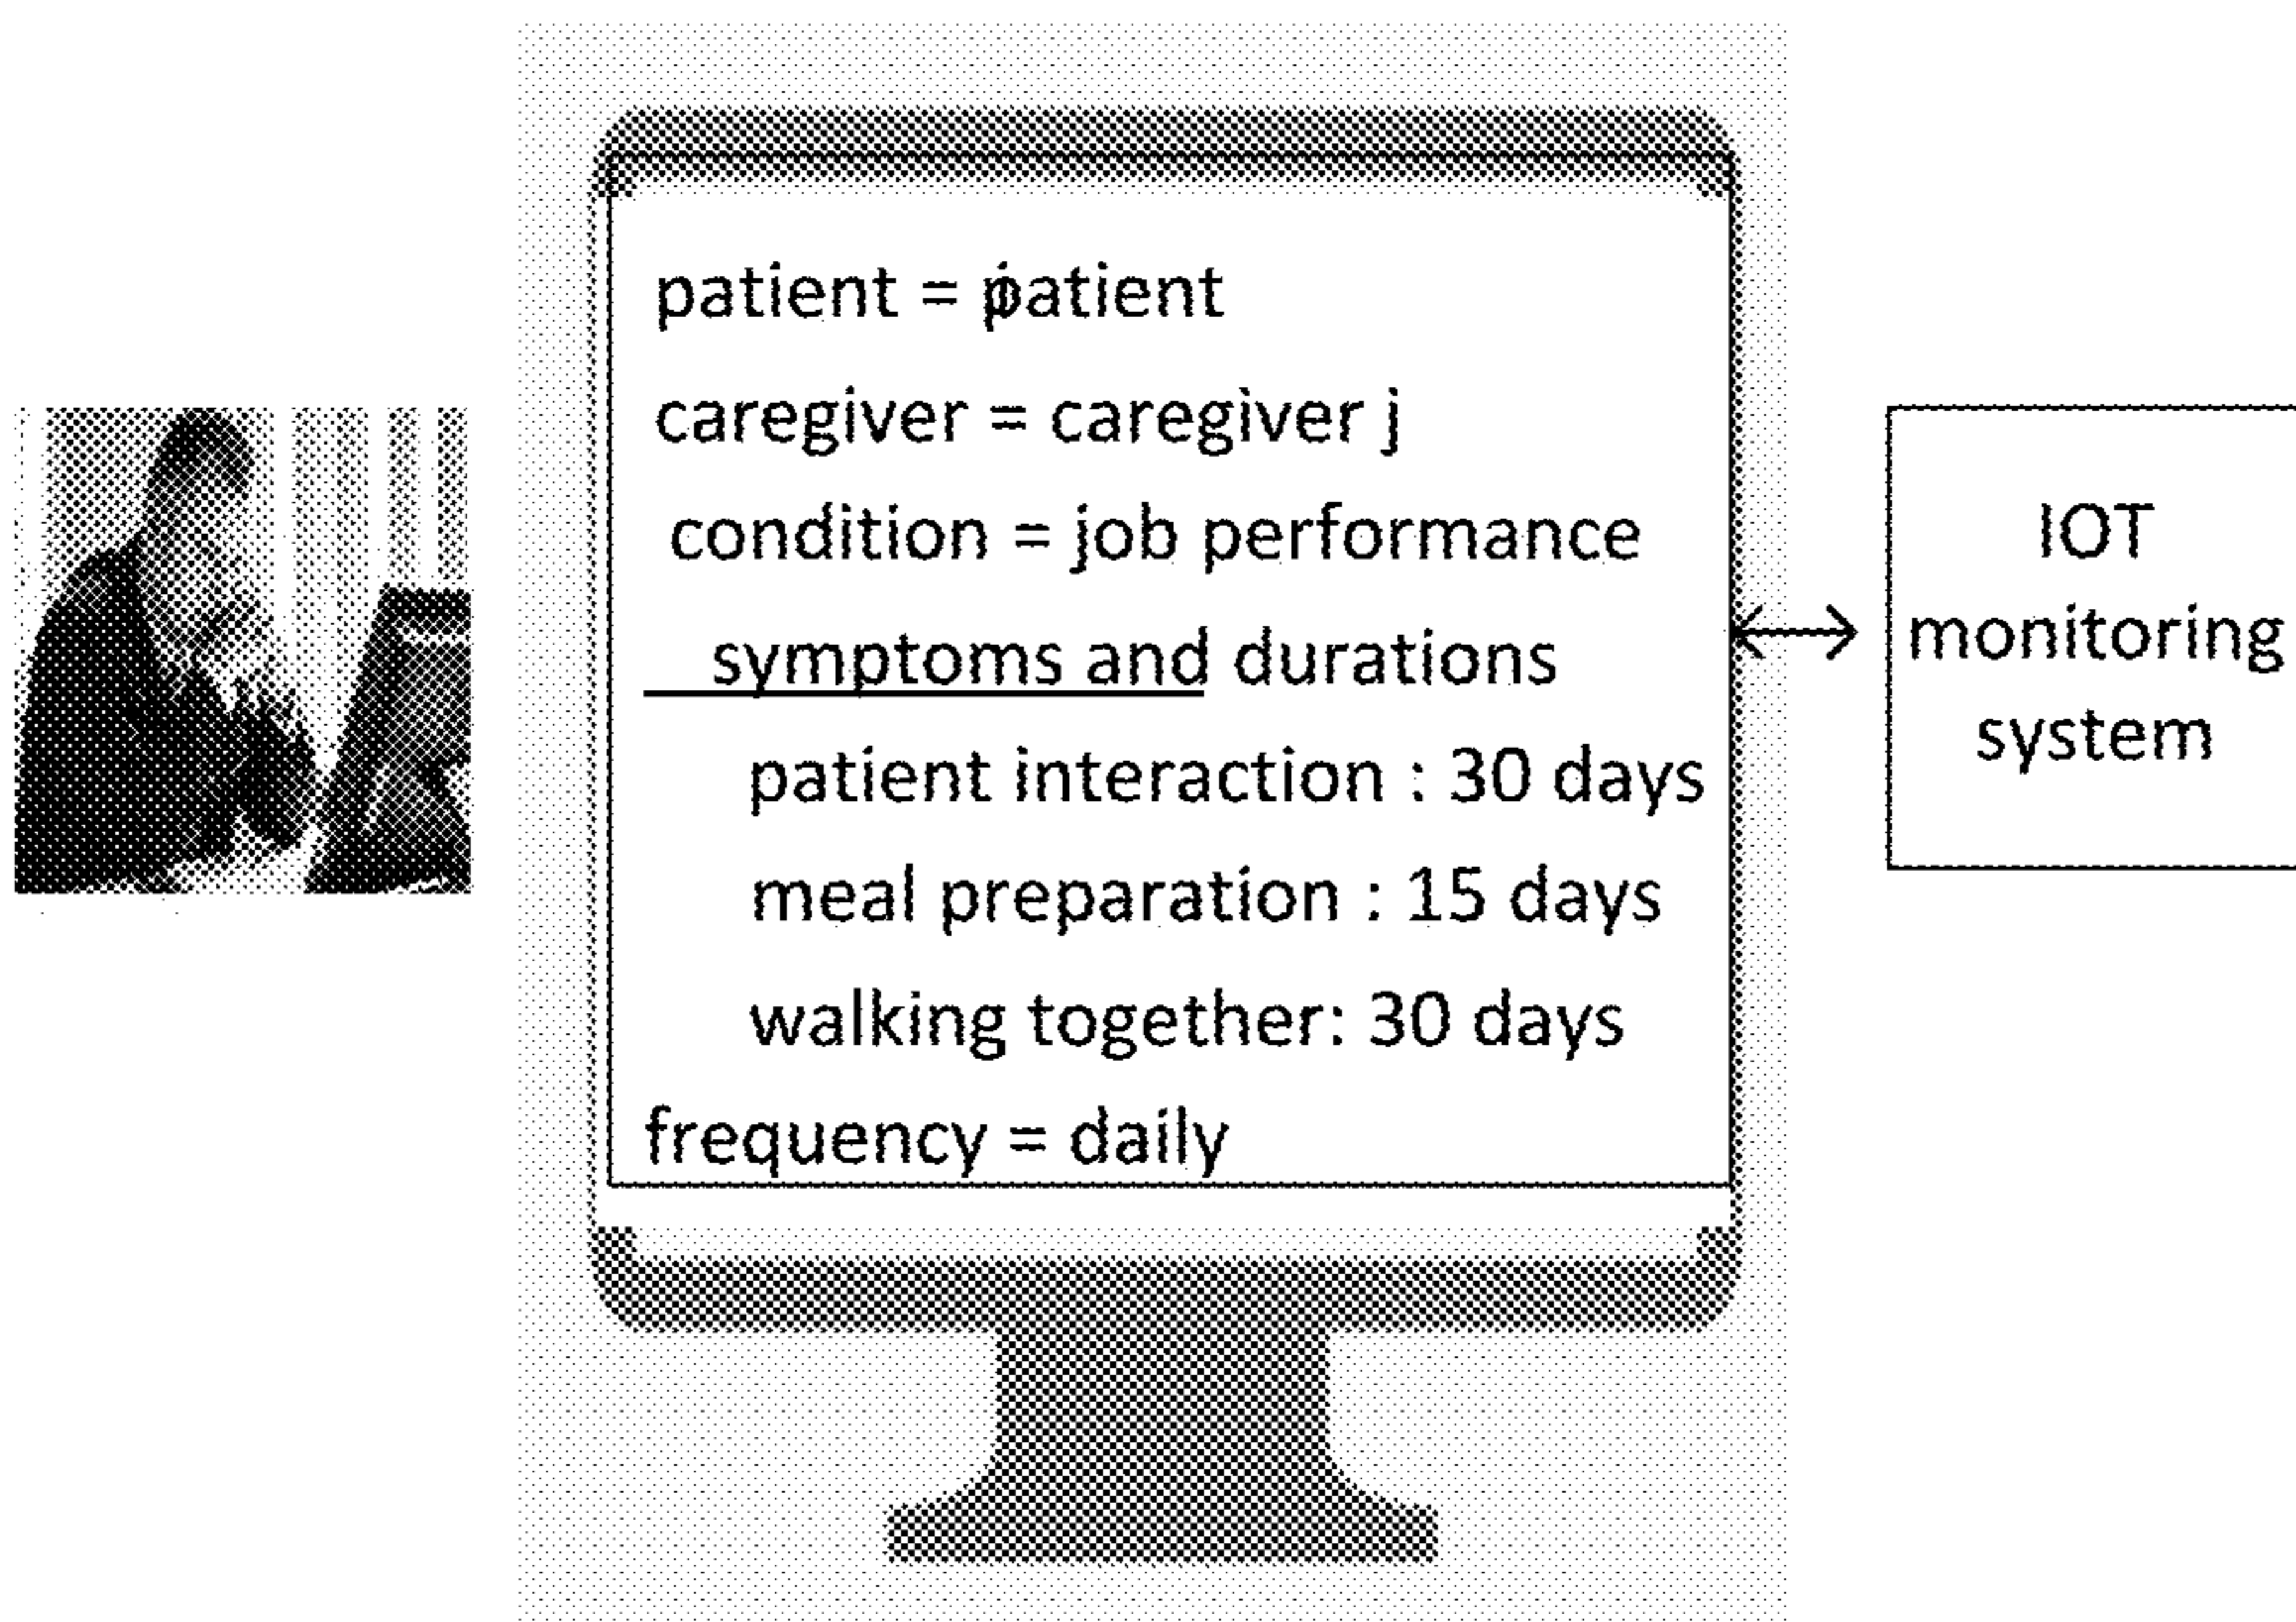 patient = patient
caregiver = caregiver j
condition = job performance
symptoms and durations
patient interaction : 30 days
meal preparation : 15 days
walking together: 30 days
frequency = daily
IOT
monitoring
system